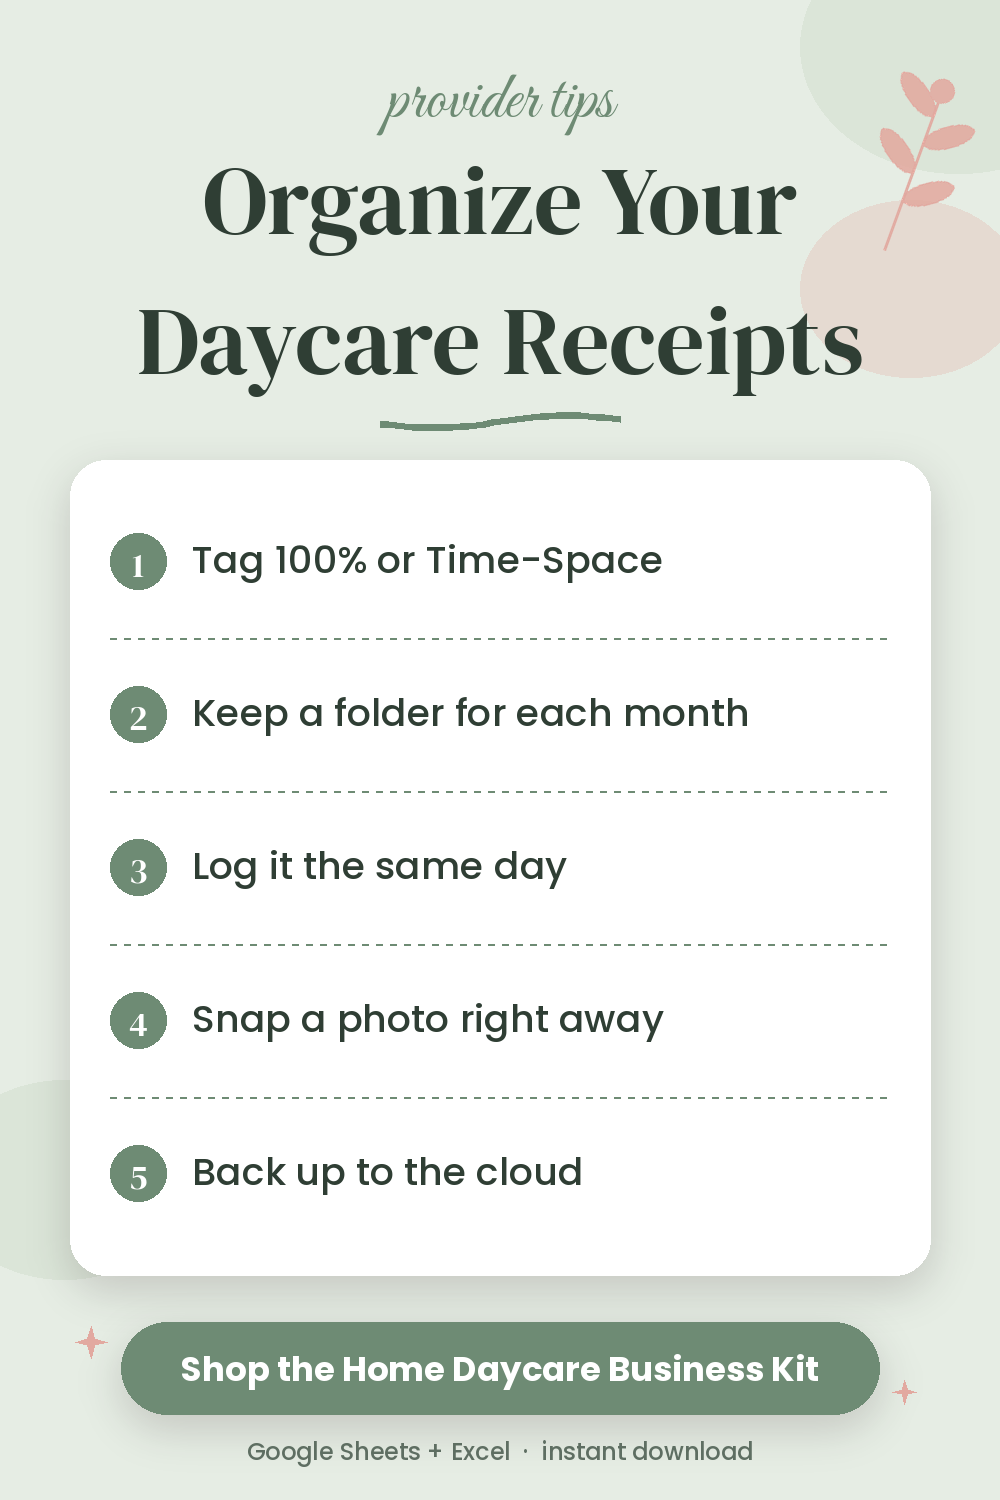 provider tips
Organize Your
Daycare Receipts
1 Tag 100% or Time-Space
2 Keep a folder for each month
3 Log it the same day
4 Snap a photo right away
5 Back up to the cloud
Shop the Home Daycare Business Kit
Google Sheets + Excel · instant download